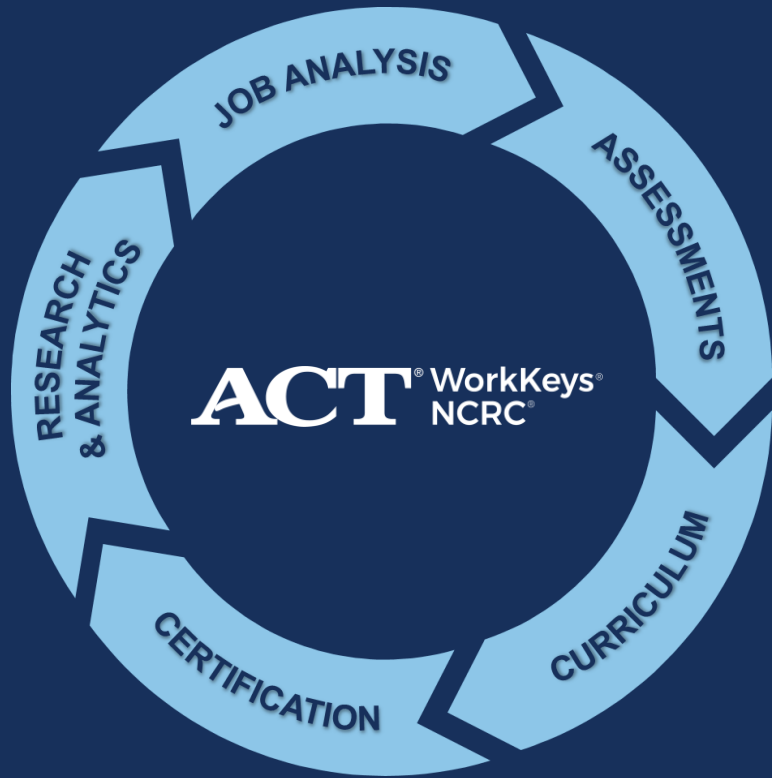 JOB ANALYSIS
ASSESSMENTS
CURRICULUM
CERTIFICATION
RESEARCH
& ANALYTICS
ACT® WorkKeys®
NCRC®